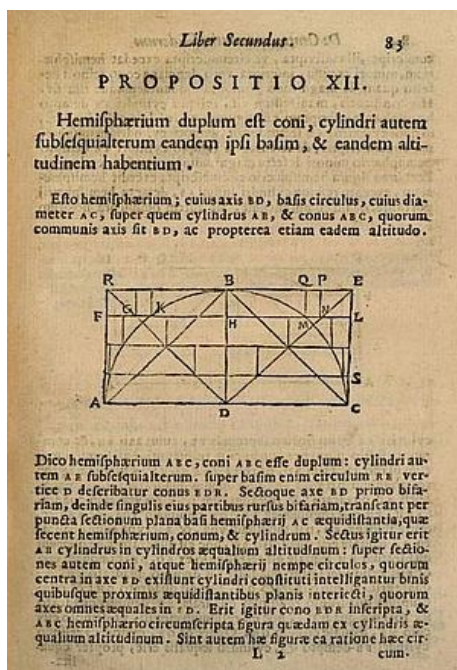 Liber Secundus. 83
PROPOSITIO XII.
Hemiſphærium duplum eſt coni, cylindri autem
ſubſeſquialterum eandem ipſi baſim, & eandem alti-
tudinem habentium.
Eſto hemiſphærium; cuius axis BD, baſis circulus, cuius dia-
meter AC, ſuper quem cylindrus AE, & conus ABC, quorum
communis axis ſit BD, ac propterea etiam eadem altitudo.
R B Q P E
G K N
F H M L
S
A D C
Dico hemiſphærium ABC, coni ABC eſſe duplum: cylindri au-
tem AE ſubſeſquialterum. ſuper baſim enim circulum RE ver-
tice D deſcribatur conus EDR. Sectoque axe BD primo bifa-
riam, deinde ſingulis eius partibus rurſus bifariam, tranſeant per
puncta ſectionum plana baſi hemiſphærij AC æquidiſtantia, quæ
ſecent hemiſphærium, conum, & cylindrum. Sectus igitur erit
cylindrus in cylindros æqualium altitudinum: ſuper ſectio-
nes autem coni, atque hemiſphærij nempe circulos, quorum
centra in axe BD exiſtunt cylindri conſtituti intelligantur binis
quibuſque proximis æquidiſtantibus planis interiecti, quorum
axes omnes æquales in BD. Erit igitur cono EDR inſcripta, &
ABC hemiſphærio circumſcripta figura quædam ex cylindris æ-
qualium altitudinum. Sint autem hæ figuræ ea ratione hæc cir-
L 2 cum-